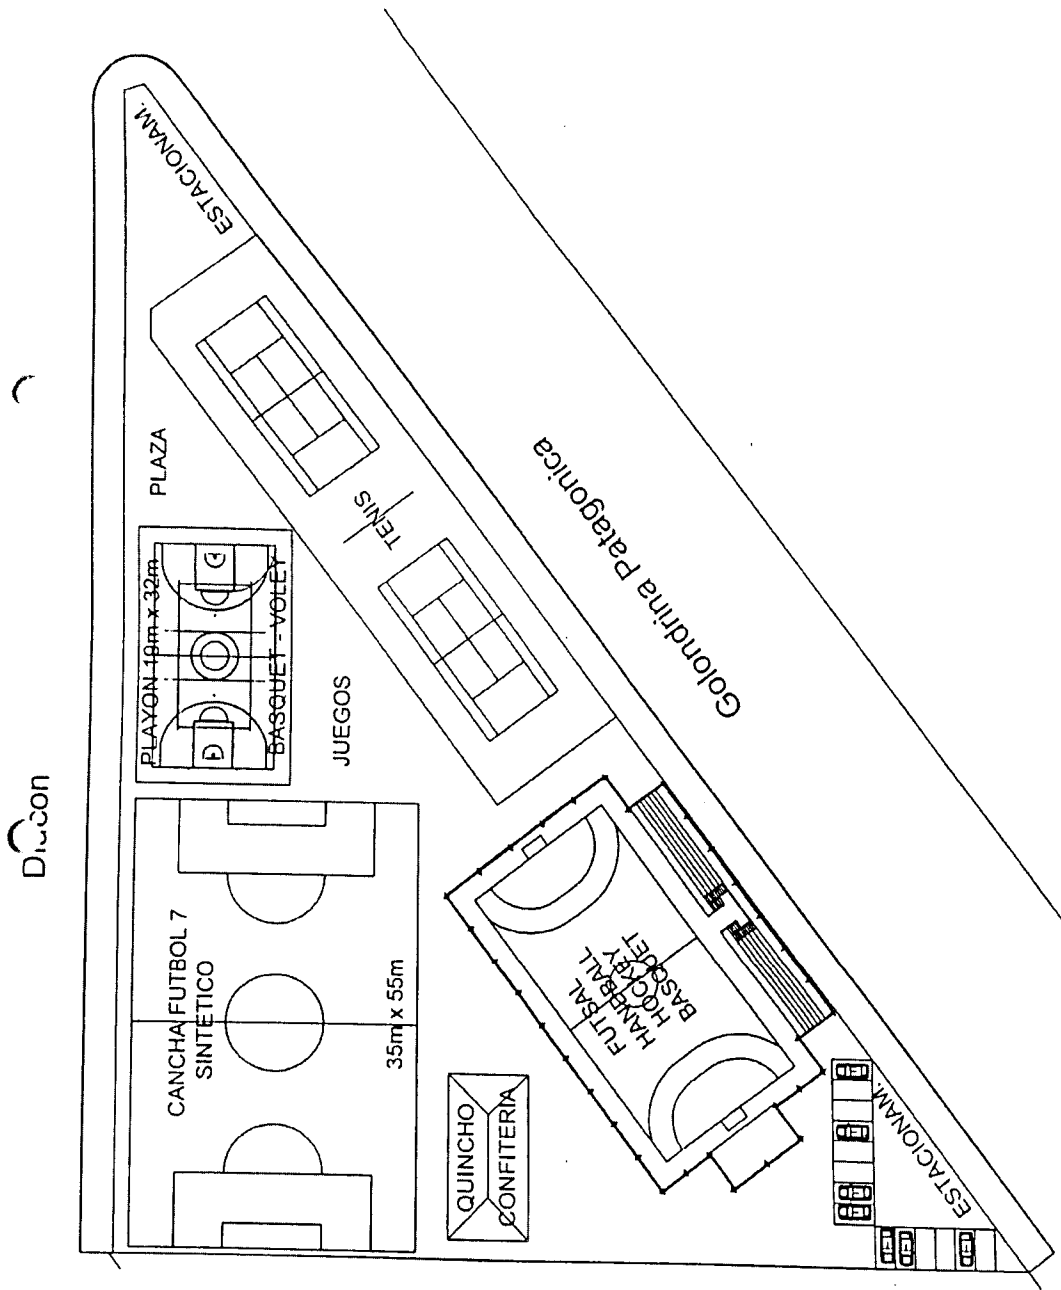 ESTACIONAM.
PLAZA
TENIS
Golondrina Patagonica
PLAYON 18m x 32m
BASQUET - VOLEY
JUEGOS
CANCHA FUTBOL 7
SINTETICO
35m x 55m
FUTSAL
HANDBALL
HOCKEY
BASQUET
QUINCHO
CONFITERIA
ESTACIONAM.